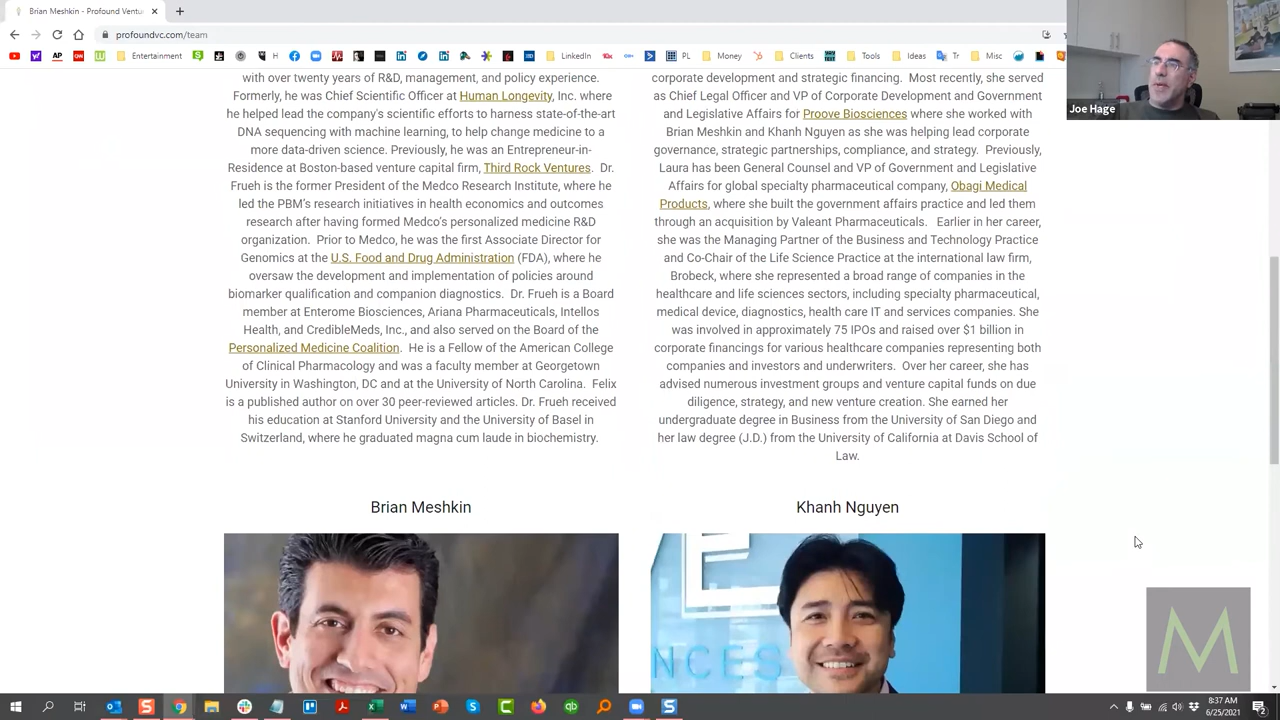 Brian Meshkin - Profound Ventu
profoundvc.com/team
Entertainment
H
LinkedIn
PL
Money
Clients
Tools
Ideas
Tr
Misc
Joe Hage
with over twenty years of R&D, management, and policy experience.
Formerly, he was Chief Scientific Officer at Human Longevity, Inc. where
he helped lead the company's scientific efforts to harness state-of-the-art
DNA sequencing with machine learning, to help change medicine to a
more data-driven science. Previously, he was an Entrepreneur-in-
Residence at Boston-based venture capital firm, Third Rock Ventures. Dr.
Frueh is the former President of the Medco Research Institute, where he
led the PBM's research initiatives in health economics and outcomes
research after having formed Medco's personalized medicine R&D
organization. Prior to Medco, he was the first Associate Director for
Genomics at the U.S. Food and Drug Administration (FDA), where he
oversaw the development and implementation of policies around
biomarker qualification and companion diagnostics. Dr. Frueh is a Board
member at Enterome Biosciences, Ariana Pharmaceuticals, Intellos
Health, and CredibleMeds, Inc., and also served on the Board of the
Personalized Medicine Coalition. He is a Fellow of the American College
of Clinical Pharmacology and was a faculty member at Georgetown
University in Washington, DC and at the University of North Carolina. Felix
is a published author on over 30 peer-reviewed articles. Dr. Frueh received
his education at Stanford University and the University of Basel in
Switzerland, where he graduated magna cum laude in biochemistry.
corporate development and strategic financing. Most recently, she served
as Chief Legal Officer and VP of Corporate Development and Government
and Legislative Affairs for Proove Biosciences where she worked with
Brian Meshkin and Khanh Nguyen as she was helping lead corporate
governance, strategic partnerships, compliance, and strategy. Previously,
Laura has been General Counsel and VP of Government and Legislative
Affairs for global specialty pharmaceutical company, Obagi Medical
Products, where she built the government affairs practice and led them
through an acquisition by Valeant Pharmaceuticals. Earlier in her career,
she was the Managing Partner of the Business and Technology Practice
and Co-Chair of the Life Science Practice at the international law firm,
Brobeck, where she represented a broad range of companies in the
healthcare and life sciences sectors, including specialty pharmaceutical,
medical device, diagnostics, health care IT and services companies. She
was involved in approximately 75 IPOs and raised over $1 billion in
corporate financings for various healthcare companies representing both
companies and investors and underwriters. Over her career, she has
advised numerous investment groups and venture capital funds on due
diligence, strategy, and new venture creation. She earned her
undergraduate degree in Business from the University of San Diego and
her law degree (J.D.) from the University of California at Davis School of
Law.
Brian Meshkin
Khanh Nguyen
E
NCES
M
8:37 AM
6/25/2021